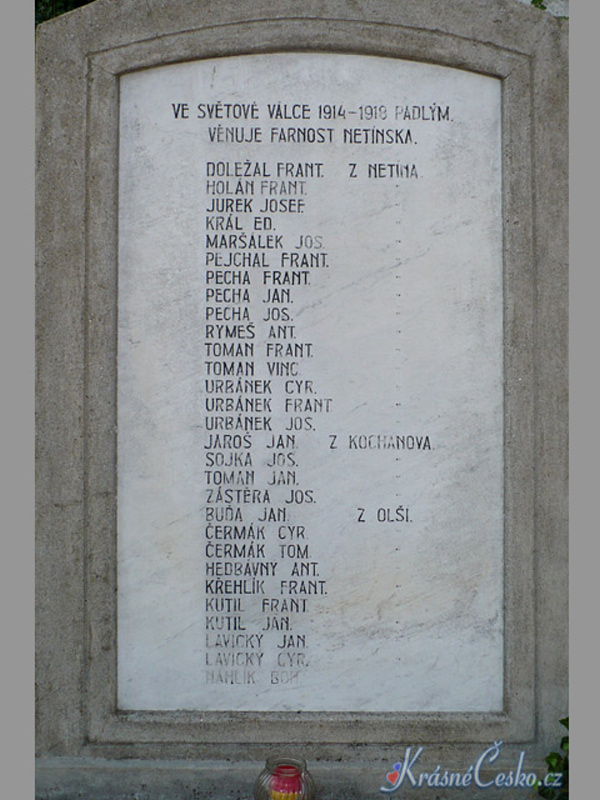 VE SVĚTOVÉ VÁLCE 1914-1918 PADLÝM.
VĚNUJE FARNOST NETÍNSKA.
DOLEŽAL FRANT. Z NETÍNA.
HOLÁN FRANT. "
JUREK JOSEF. "
KRÁL ED. "
MARŠÁLEK JOS. "
PEJCHAL FRANT. "
PECHA FRANT. "
PECHA JAN. "
PECHA JOS. "
RYMEŠ ANT. "
TOMAN FRANT. "
TOMAN VINC. "
URBÁNEK CYR. "
URBÁNEK FRANT. "
URBÁNEK JOS. "
JAROŠ JAN. Z KOCHANOVA.
SOJKA JOS. "
TOMAN JAN. "
ZÁSTĚRA JOS. "
BUĎA JAN. Z OLŠÍ.
ČERMÁK CYR. "
ČERMÁK TOM. "
HEDBÁVNÝ ANT. "
KŘEHLÍK FRANT. "
KUTIL FRANT. "
KUTIL JAN. "
LAVICKÝ JAN. "
LAVICKÝ CYR. "
KrásnéČesko.cz